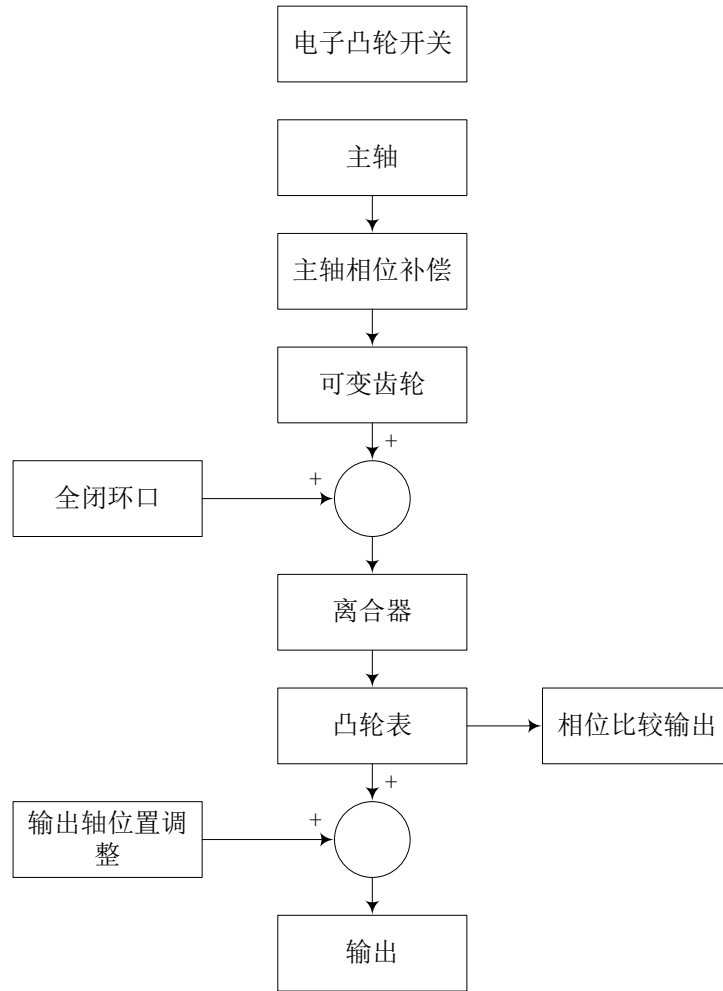 电子凸轮开关
主轴
主轴相位补偿
可变齿轮
+
全闭环口
+
离合器
凸轮表
相位比较输出
+
输出轴位置调
整
+
输出